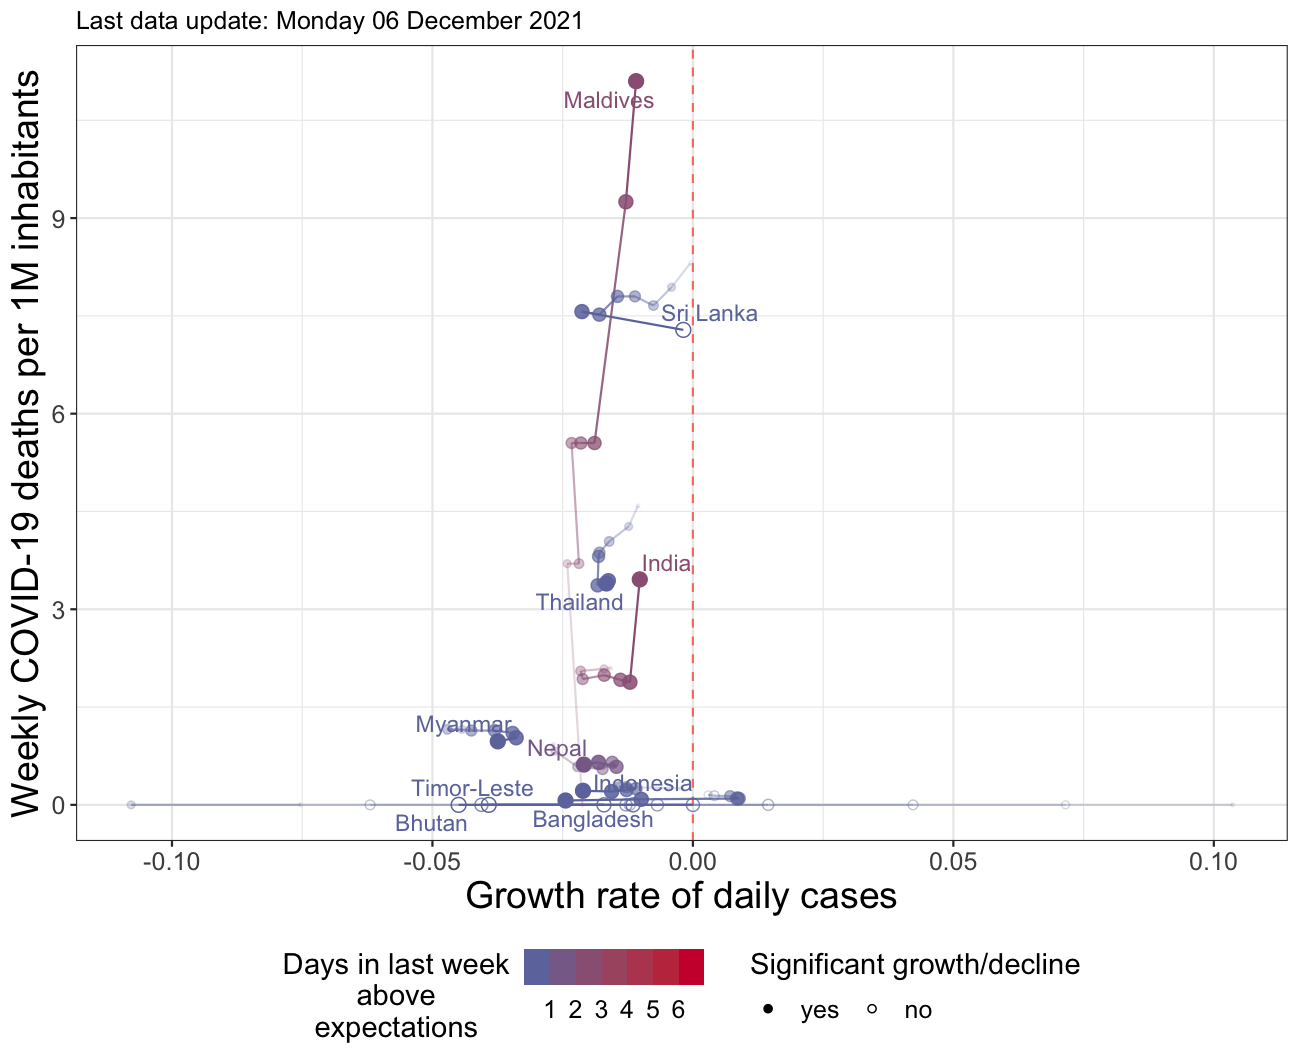 Last data update: Monday 06 December 2021
Weekly COVID-19 deaths per 1M inhabitants
9
6
3
0
Maldives
Sri Lanka
India
Thailand
Myanmar
Nepal
Timor-Leste
Indonesia
Bhutan
Bangladesh
-0.10
-0.05
0.00
0.05
0.10
Growth rate of daily cases
Days in last week
above
expectations
1 2 3 4 5 6
Significant growth/decline
yes no